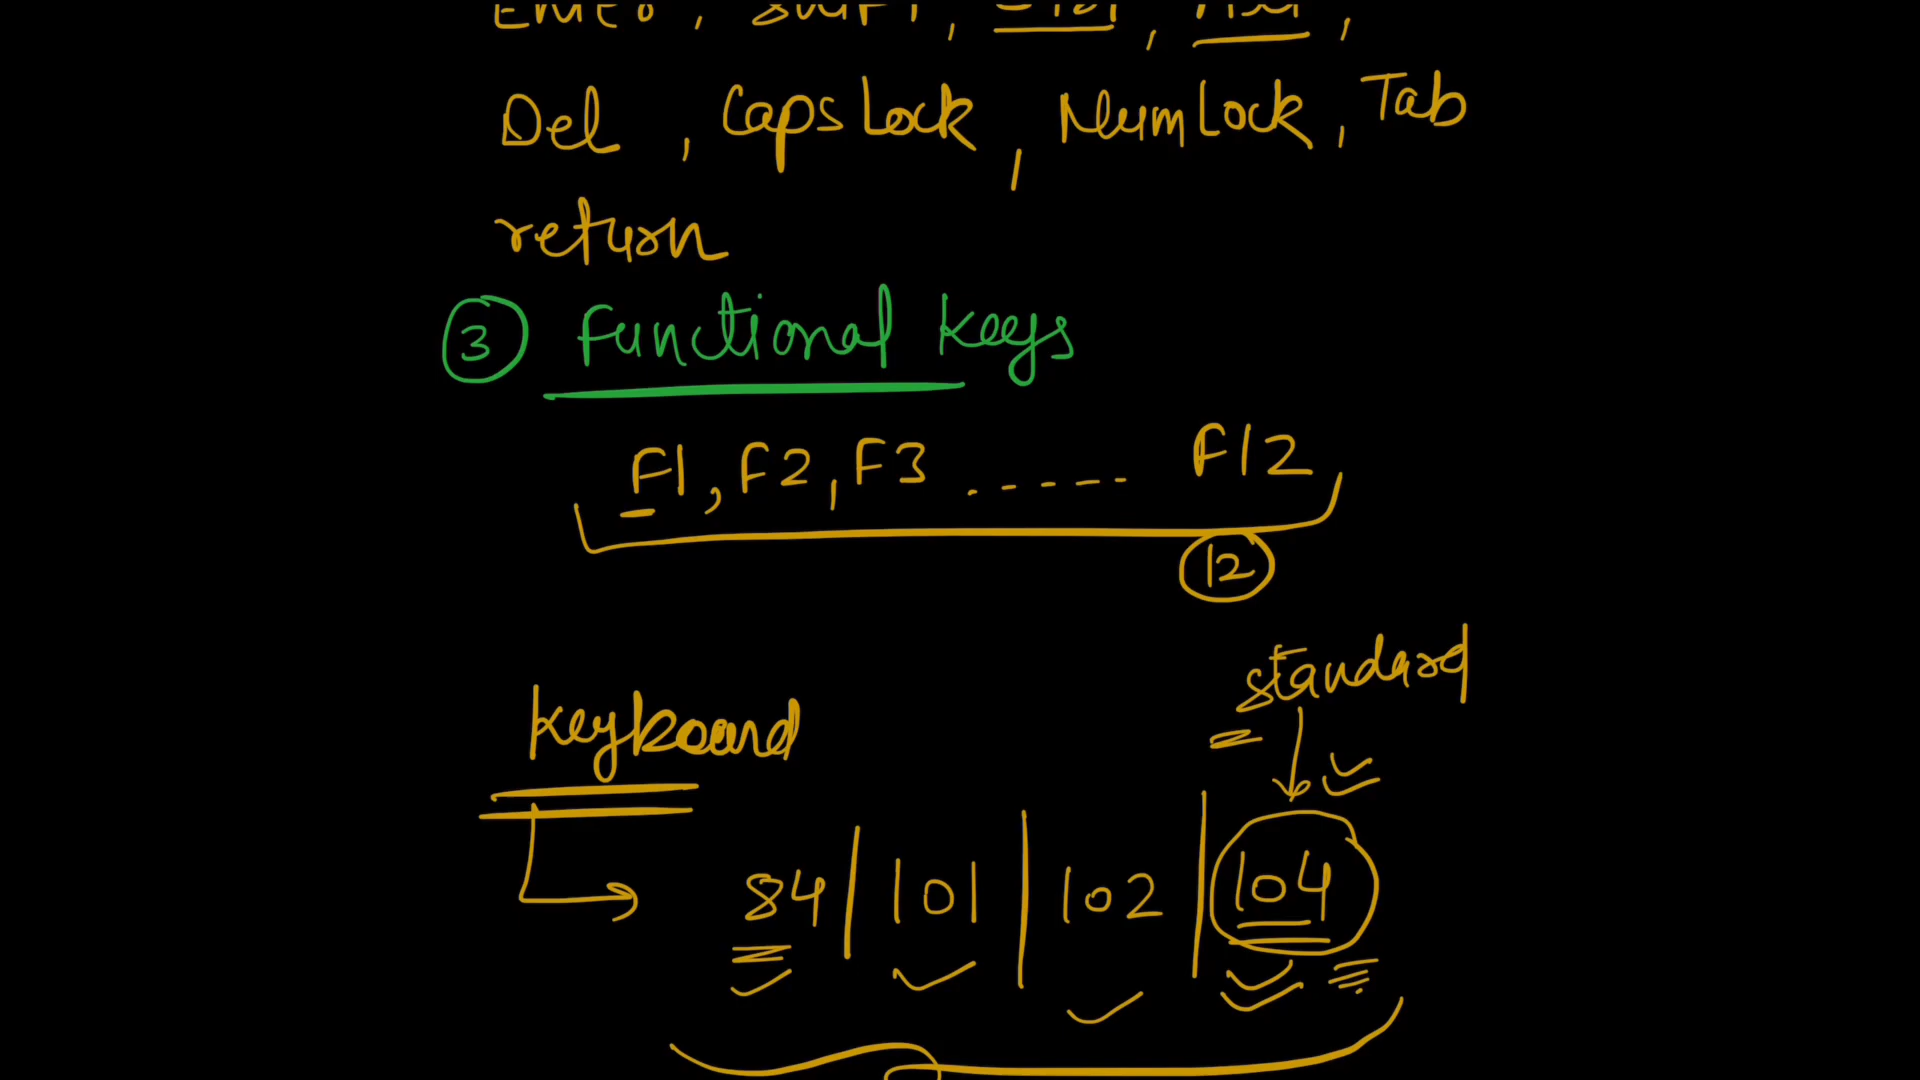 Del, Caps Lock, Num Lock, Tab
return
③ Functional Keys
F1, F2, F3 ...... F12
12
standard
Keyboard
84 | 101 | 102 | 104